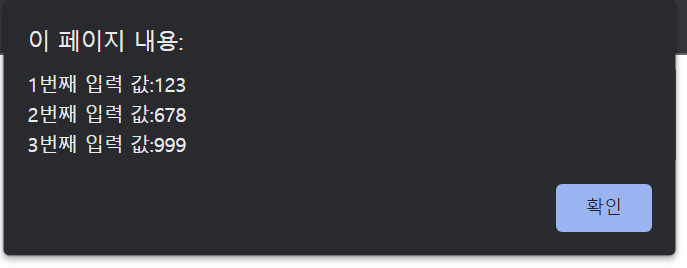 이 페이지 내용:
1번째 입력 값:123
2번째 입력 값:678
3번째 입력 값:999
확인